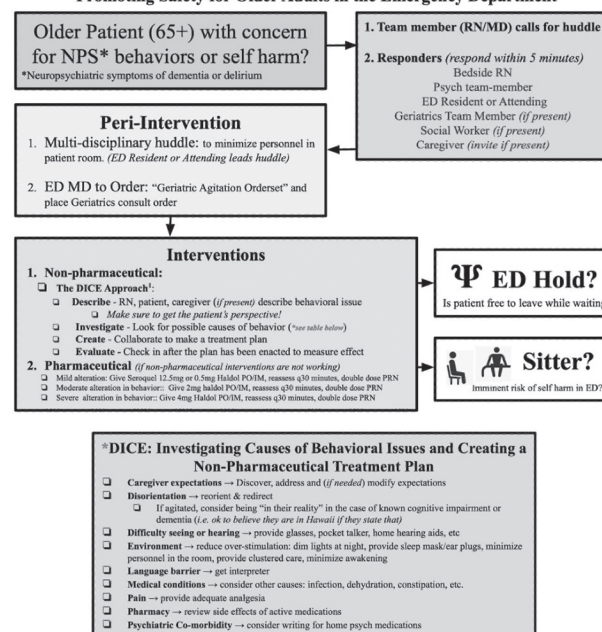 Promoting Safety for Older Adults in the Emergency Department
Older Patient (65+) with concern
for NPS* behaviors or self harm?
*Neuropsychiatric symptoms of dementia or delirium
1. Team member (RN/MD) calls for huddle
2. Responders (respond within 5 minutes)
Bedside RN
Psych team-member
ED Resident or Attending
Geriatrics Team Member (if present)
Social Worker (if present)
Caregiver (invite if present)
Peri-Intervention
1. Multi-disciplinary huddle: to minimize personnel in
patient room. (ED Resident or Attending leads huddle)
2. ED MD to Order: “Geriatric Agitation Orderset” and
place Geriatrics consult order
Interventions
1. Non-pharmaceutical:
❑ The DICE Approach¹:
❑ Describe - RN, patient, caregiver (if present) describe behavioral issue
❑ Make sure to get the patient's perspective!
❑ Investigate - Look for possible causes of behavior (*see table below)
❑ Create - Collaborate to make a treatment plan
❑ Evaluate - Check in after the plan has been enacted to measure effect
2. Pharmaceutical (if non-pharmaceutical interventions are not working)
❑ Mild alteration: Give Seroquel 12.5mg or 0.5mg Haldol PO/IM, reassess q30 minutes, double dose PRN
❑ Moderate alteration in behavior:: Give 2mg haldol PO/IM, reassess q30 minutes, double dose PRN
❑ Severe alteration in behavior:: Give 4mg Haldol PO/IM, reassess q30 minutes, double dose PRN
Ψ ED Hold?
Is patient free to leave while waiting
Sitter?
Imminent risk of self harm in ED?
*DICE: Investigating Causes of Behavioral Issues and Creating a
Non-Pharmaceutical Treatment Plan
❑ Caregiver expectations → Discover, address and (if needed) modify expectations
❑ Disorientation → reorient & redirect
❑ If agitated, consider being “in their reality” in the case of known cognitive impairment or
dementia (i.e. ok to believe they are in Hawaii if they state that)
❑ Difficulty seeing or hearing → provide glasses, pocket talker, home hearing aids, etc
❑ Environment → reduce over-stimulation: dim lights at night, provide sleep mask/ear plugs, minimize
personnel in the room, provide clustered care, minimize awakening
❑ Language barrier → get interpreter
❑ Medical conditions → consider other causes: infection, dehydration, constipation, etc.
❑ Pain → provide adequate analgesia
❑ Pharmacy → review side effects of active medications
❑ Psychiatric Co-morbidity → consider writing for home psych medications